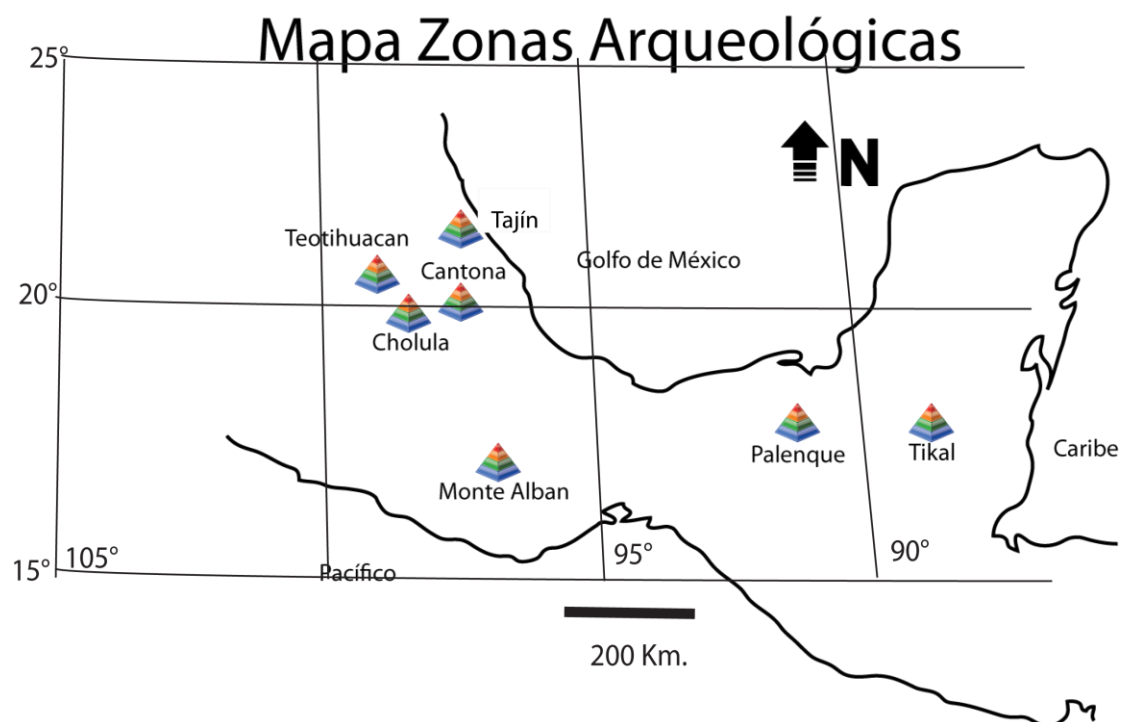 Mapa Zonas Arqueológicas
25°
N
Tajín
Teotihuacan
Golfo de México
Cantona
20°
Cholula
Caribe
Palenque
Tikal
Monte Alban
105°
95°
90°
15°
Pacífico
200 Km.